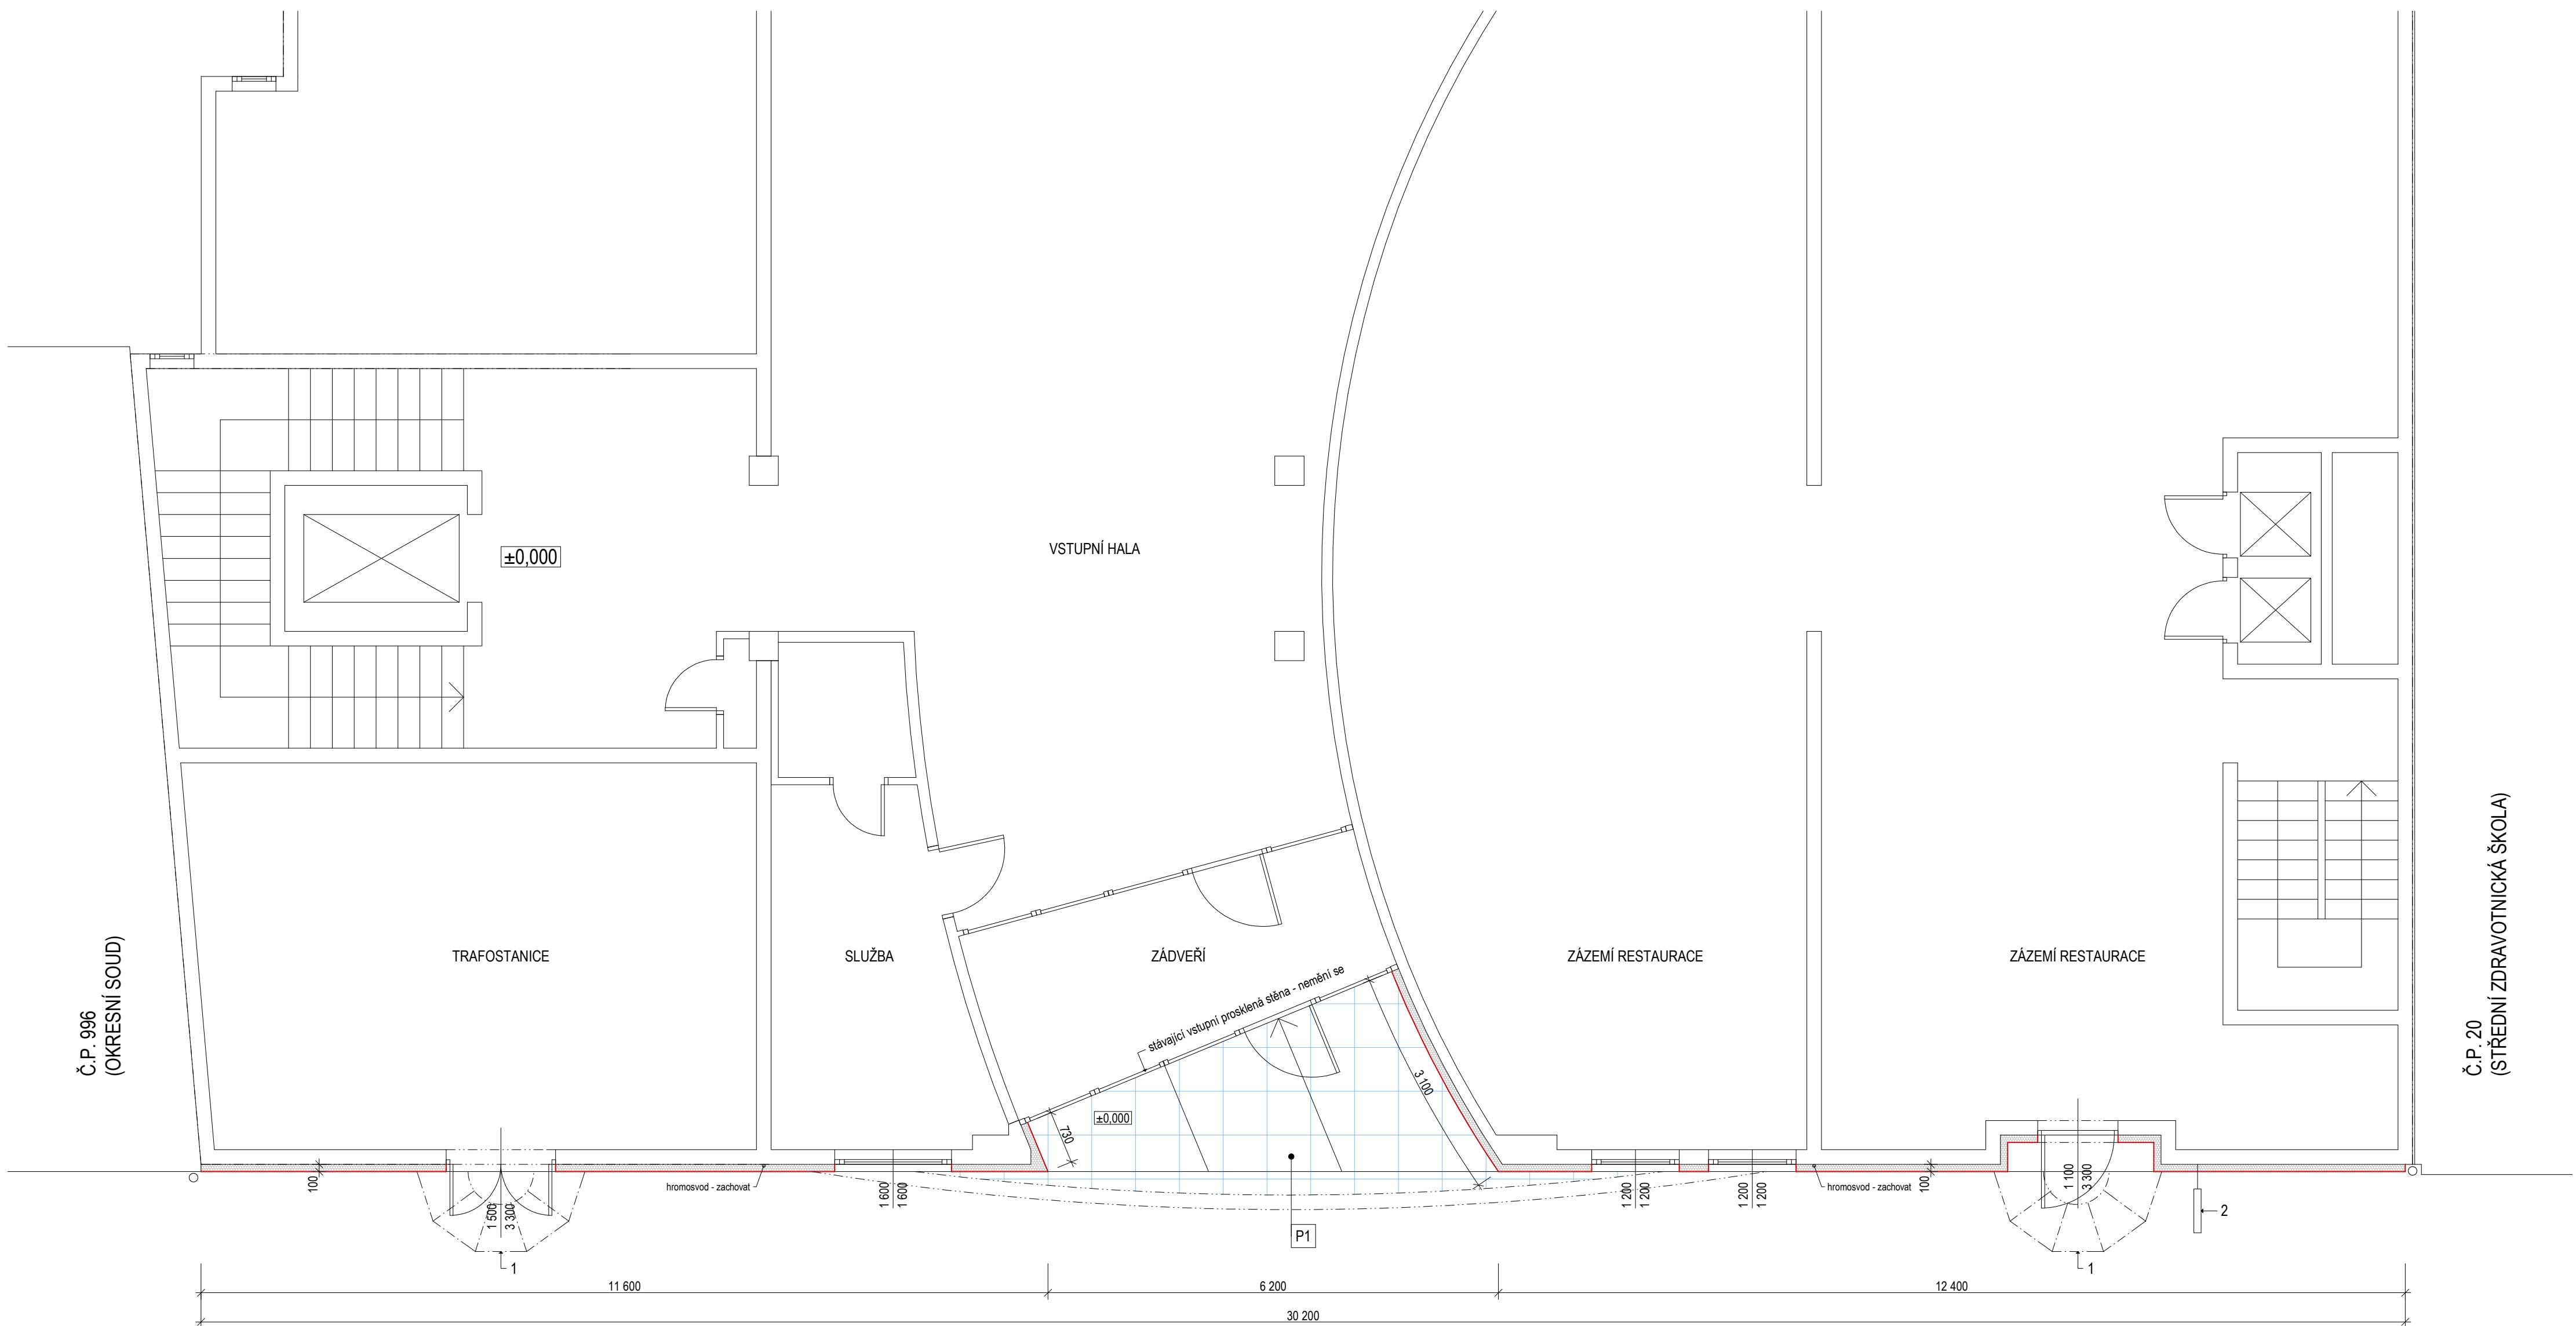 ±0,000
VSTUPNÍ HALA
TRAFOSTANICE
SLUŽBA
ZÁDVEŘÍ
ZÁZEMÍ RESTAURACE
ZÁZEMÍ RESTAURACE
Č.P. 996
(OKRESNÍ SOUD)
Č.P. 20
(STŘEDNÍ ZDRAVOTNICKÁ ŠKOLA)
stávající vstupní prosklená stěna - nemění se
3 100
±0,000
730
100
hromosvod - zachovat
1 600
1 600
1 200
1 200
1 200
1 200
hromosvod - zachovat
100
1 100
3 300
1 500
3 300
2
P1
1
1
11 600
6 200
12 400
30 200